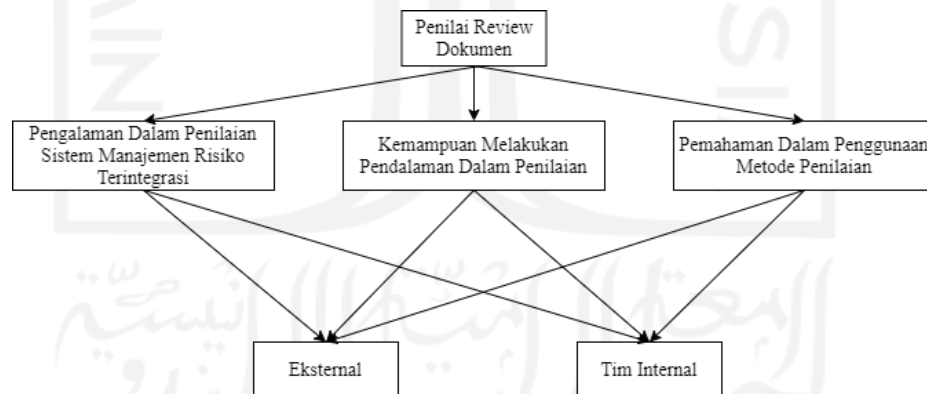 Penilai Review
Dokumen
Pengalaman Dalam Penilaian
Sistem Manajemen Risiko
Terintegrasi
Kemampuan Melakukan
Pendalaman Dalam Penilaian
Pemahaman Dalam Penggunaan
Metode Penilaian
Eksternal
Tim Internal